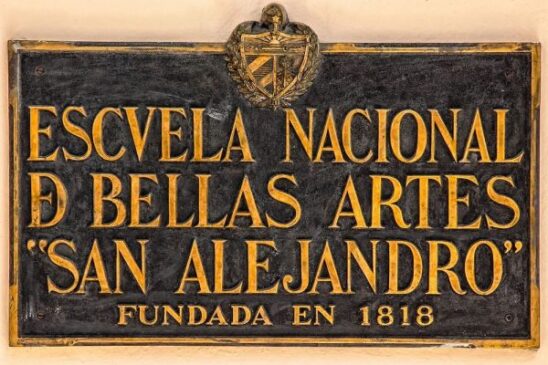 ESCVELA NACIONAL
Đ BELLAS ARTES
“SAN ALEJANDRO”
FUNDADA EN 1818